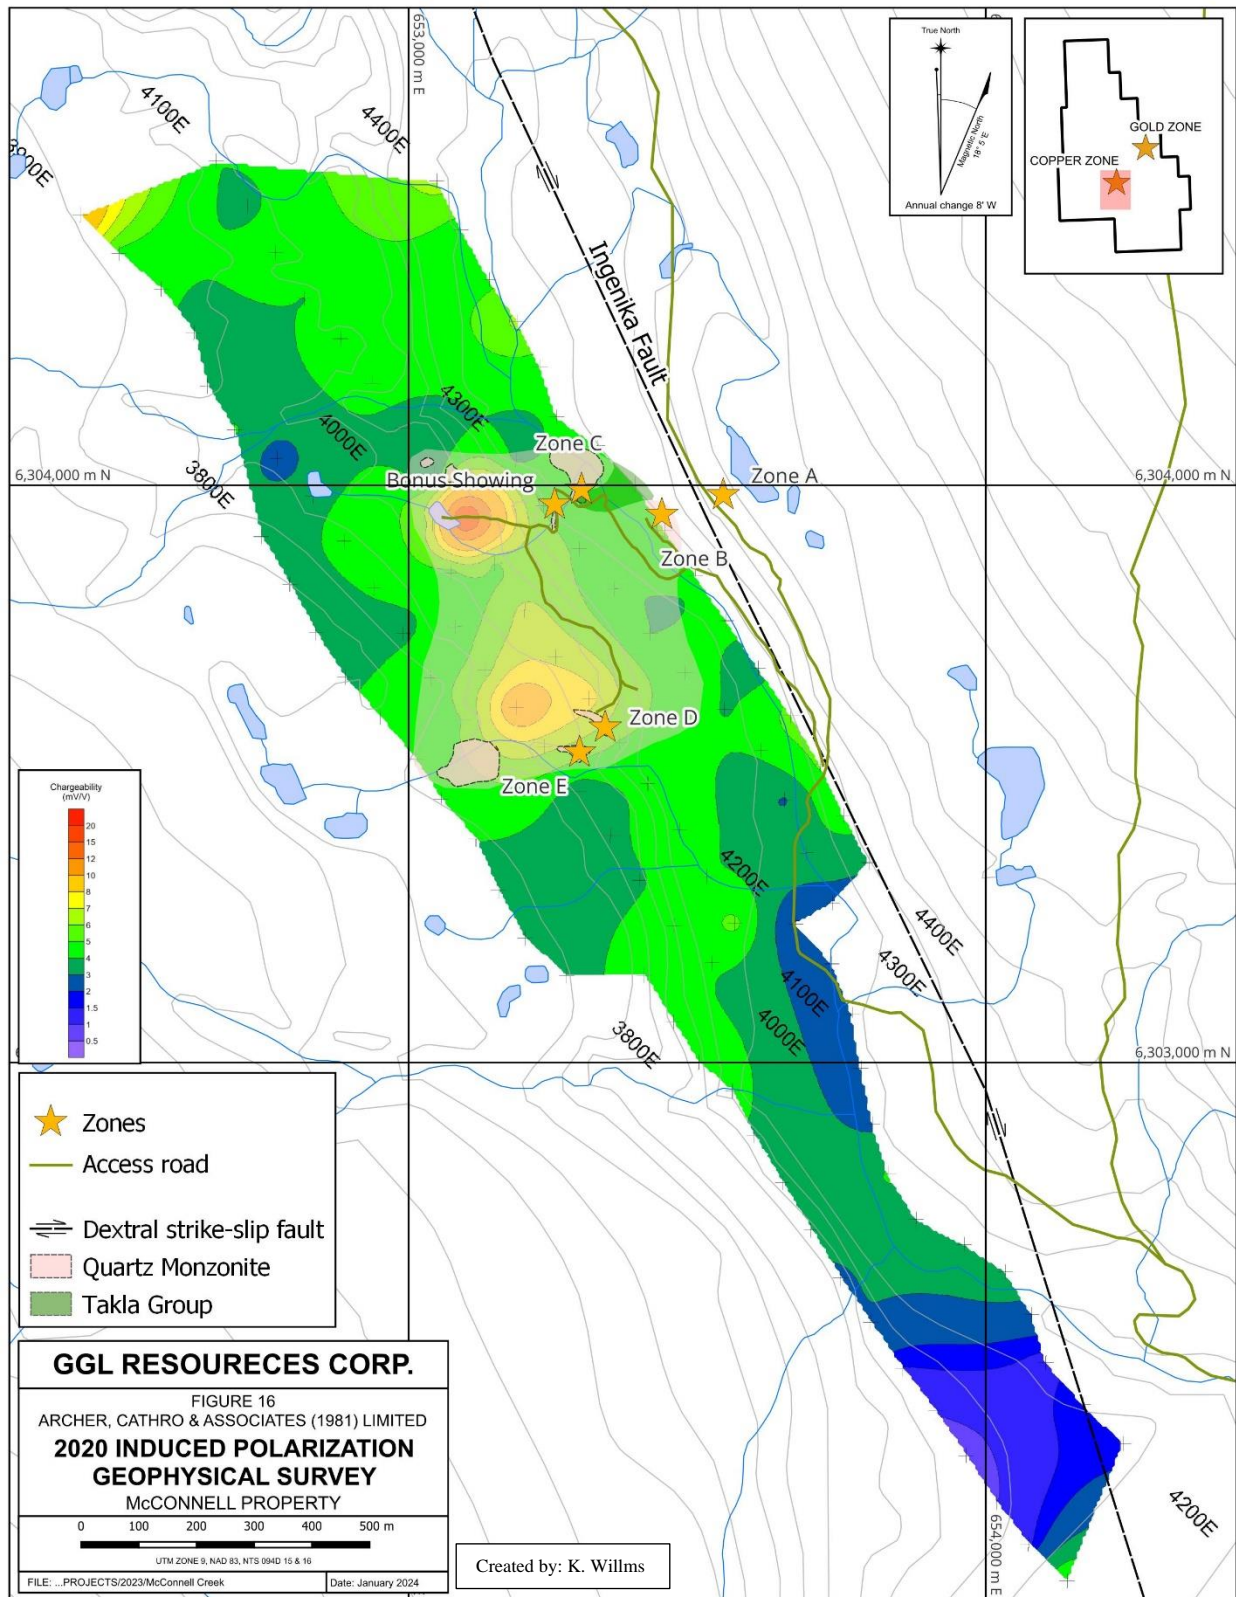 653,000 m E
4100E
4400E
True North
Magnetic North
18° 5 'E
Annual change 8' W
GOLD ZONE
COPPER ZONE
Ingenika Fault
4300E
4000E
3800E
Zone C
Bonus Showing
Zone A
Zone B
6,304,000 m N
6,304,000 m N
Zone D
Zone E
4200E
4400E
4300E
4100E
4000E
3800E
6,303,000 m N
Chargeability
(mV/V)
20
15
12
10
8
7
6
5
4
3
2
1.5
1
0.5
Zones
Access road
Dextral strike-slip fault
Quartz Monzonite
Takla Group
GGL RESOURECES CORP.
FIGURE 16
ARCHER, CATHRO & ASSOCIATES (1981) LIMITED
2020 INDUCED POLARIZATION
GEOPHYSICAL SURVEY
McCONNELL PROPERTY
0 100 200 300 400 500 m
UTM ZONE 9, NAD 83, NTS 094D 15 & 16
FILE: ...PROJECTS/2023/McConnell Creek
Date: January 2024
Created by: K. Willms
654,000 m E
4200E